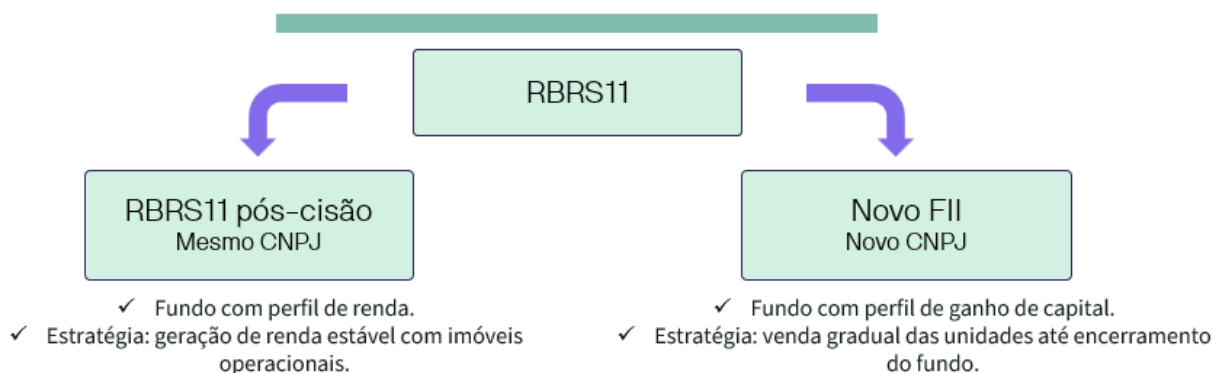 RBRS11
RBRS11 pós-cisão
Mesmo CNPJ
✓ Fundo com perfil de renda.
✓ Estratégia: geração de renda estável com imóveis
operacionais.
Novo FII
Novo CNPJ
✓ Fundo com perfil de ganho de capital.
✓ Estratégia: venda gradual das unidades até encerramento
do fundo.